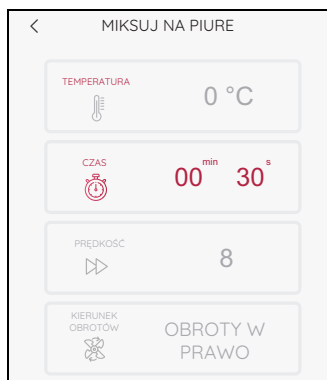 MIKSUJ NA PIURE
TEMPERATURA
0 °C
CZAS
00 min 30 s
PRĘDKOŚĆ
8
KIERUNEK
OBROTÓW
OBROTY W
PRAWO